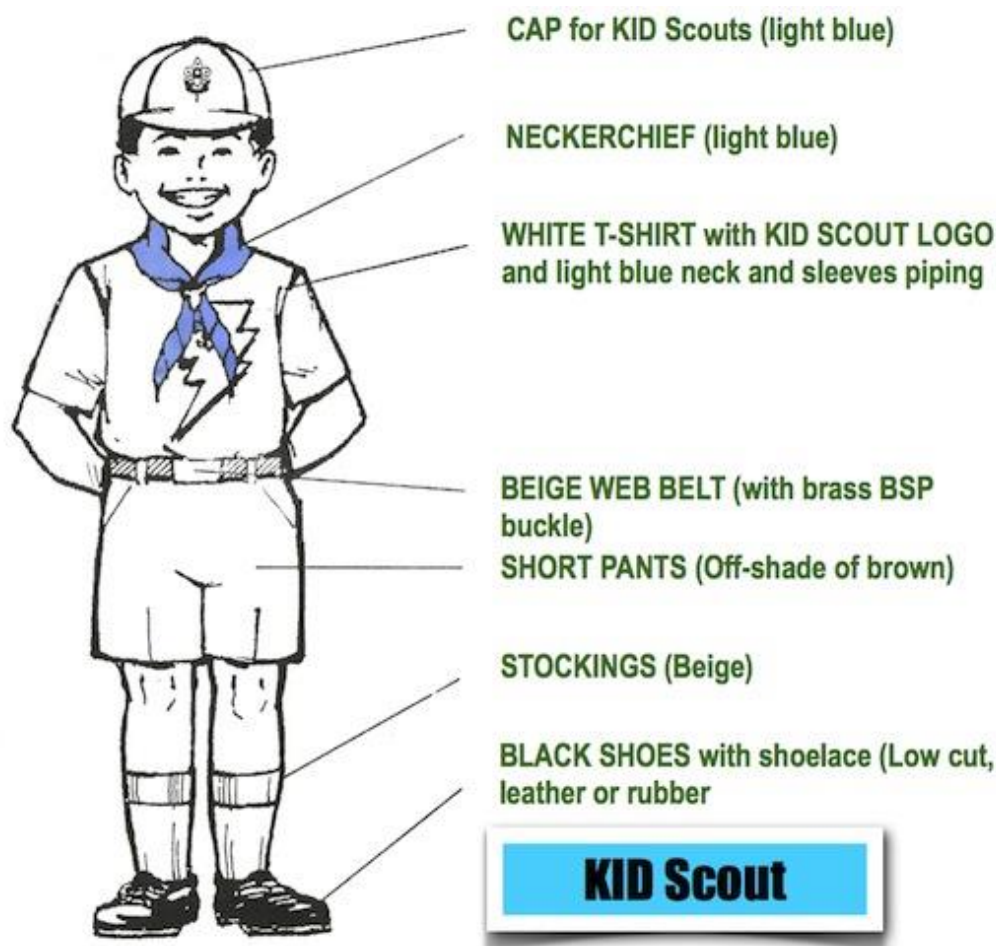 CAP for KID Scouts (light blue)
NECKERCHIEF (light blue)
WHITE T-SHIRT with KID SCOUT LOGO
and light blue neck and sleeves piping
BEIGE WEB BELT (with brass BSP
buckle)
SHORT PANTS (Off-shade of brown)
STOCKINGS (Beige)
BLACK SHOES with shoelace (Low cut,
leather or rubber
KID Scout